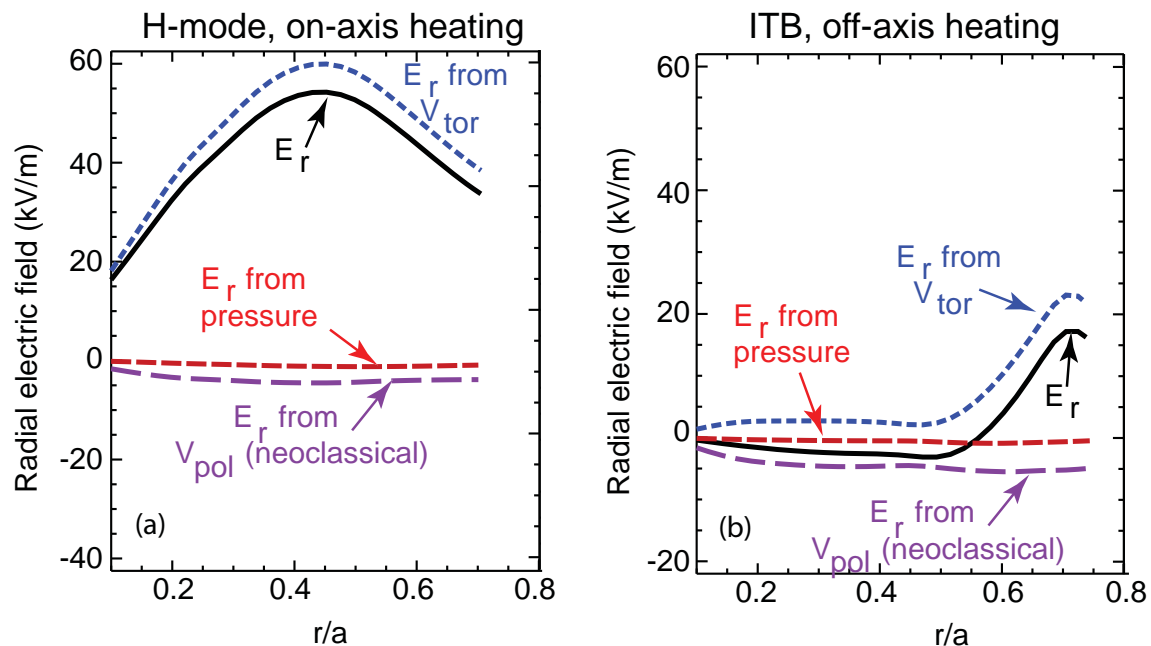 H-mode, on-axis heating
Radial electric field (kV/m)
60
40
20
0
-20
-40
E r from
V tor
E r
E r from
pressure
E r from
V pol (neoclassical)
(a)
0.2
0.4
0.6
0.8
r/a
ITB, off-axis heating
Radial electric field (kV/m)
60
40
20
0
-20
E r from
V tor
E r from
pressure
E r
E r from
V pol (neoclassical)
(b)
0.2
0.4
0.6
0.8
r/a